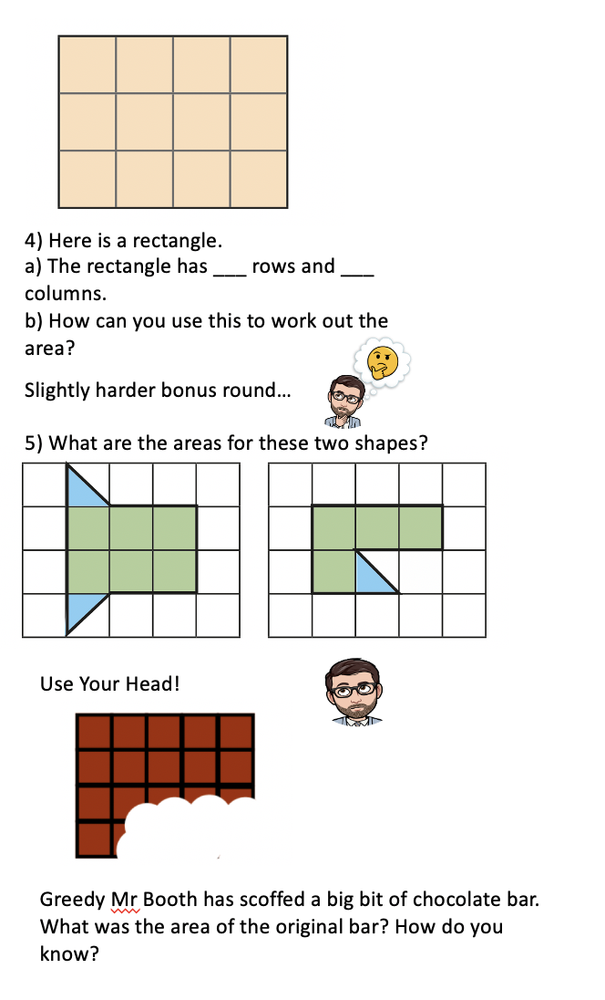 4) Here is a rectangle.
a) The rectangle has ___ rows and ___
columns.
b) How can you use this to work out the
area?
Slightly harder bonus round...
5) What are the areas for these two shapes?
Use Your Head!
Greedy Mr Booth has scoffed a big bit of chocolate bar.
What was the area of the original bar? How do you
know?